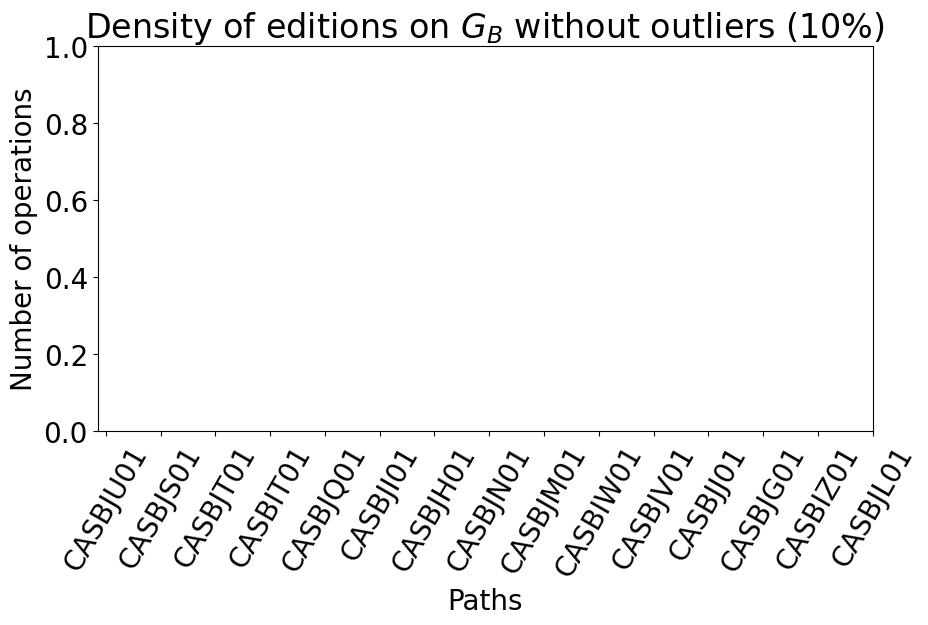 Density of editions on G_B without outliers (10%)
1.0
0.8
0.6
0.4
0.2
0.0
Number of operations
CASBJU01
CASBJS01
CASBJT01
CASBIT01
CASBJQ01
CASBJI01
CASBJH01
CASBJN01
CASBJM01
CASBIW01
CASBJV01
CASBJJ01
CASBJG01
CASBIZ01
CASBJL01
Paths